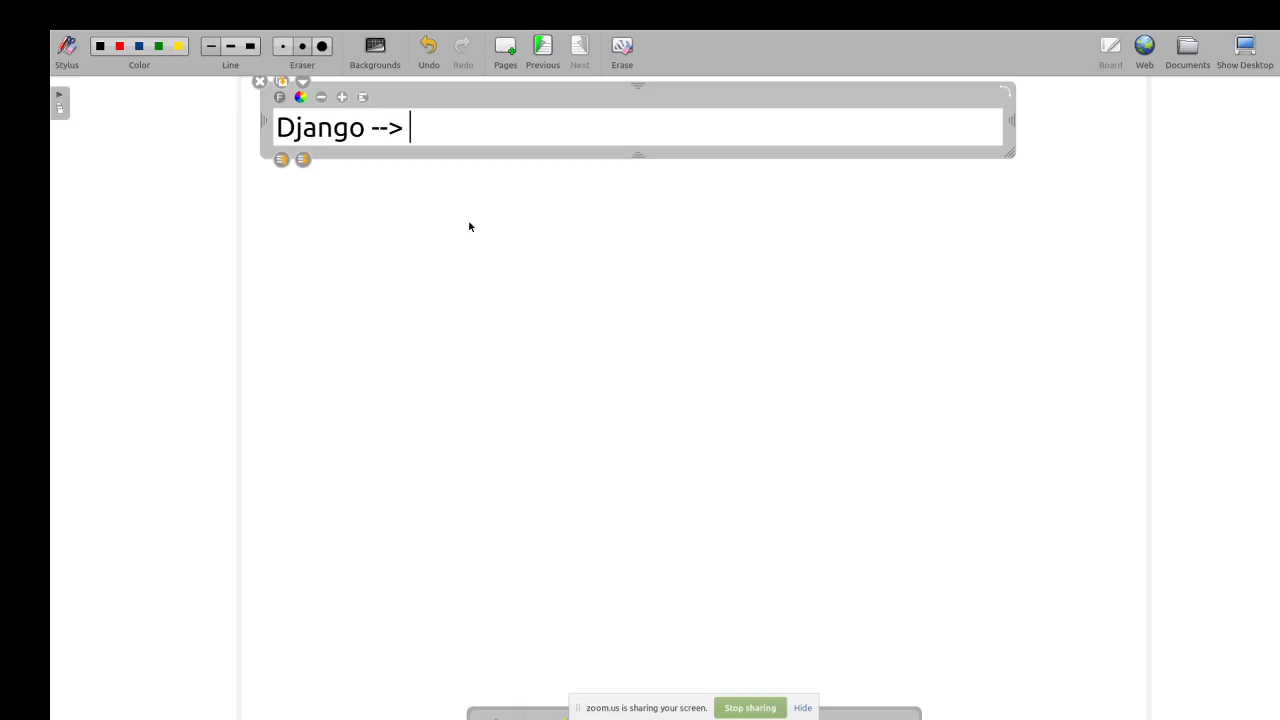 Stylus
Color
Line
Eraser
Backgrounds
Undo
Redo
Pages
Previous
Next
Erase
Board
Web
Documents
Show Desktop
F
Django -->
zoom.us is sharing your screen.
Stop sharing
Hide